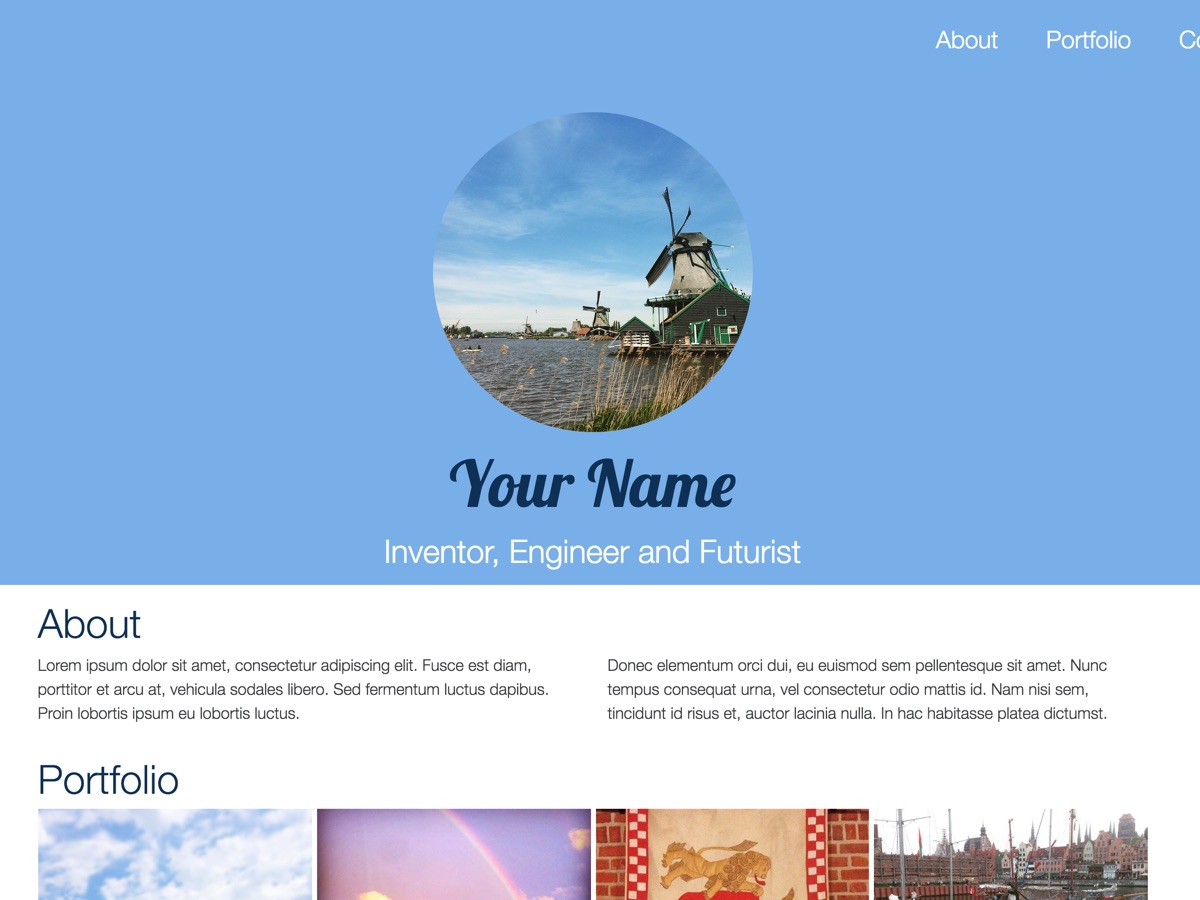 About Portfolio
Your Name
Inventor, Engineer and Futurist
About
Lorem ipsum dolor sit amet, consectetur adipiscing elit. Fusce est diam,
porttitor et arcu at, vehicula sodales libero. Sed fermentum luctus dapibus.
Proin lobortis ipsum eu lobortis luctus.
Donec elementum orci dui, eu euismod sem pellentesque sit amet. Nunc
tempus consequat urna, vel consectetur odio mattis id. Nam nisi sem,
tincidunt id risus et, auctor lacinia nulla. In hac habitasse platea dictumst.
Portfolio